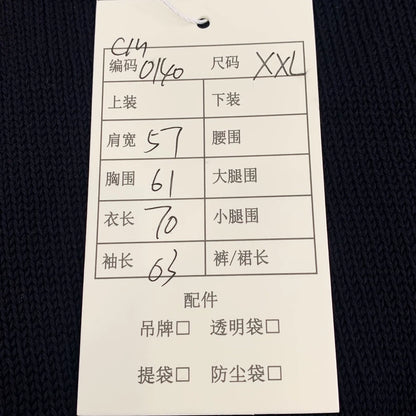 C14
编码 0140 尺码 XXL
上装 下装
肩宽 57 腰围
胸围 61 大腿围
衣长 70 小腿围
袖长 63 裤/裙长
配件
吊牌□ 透明袋□
提袋□ 防尘袋□